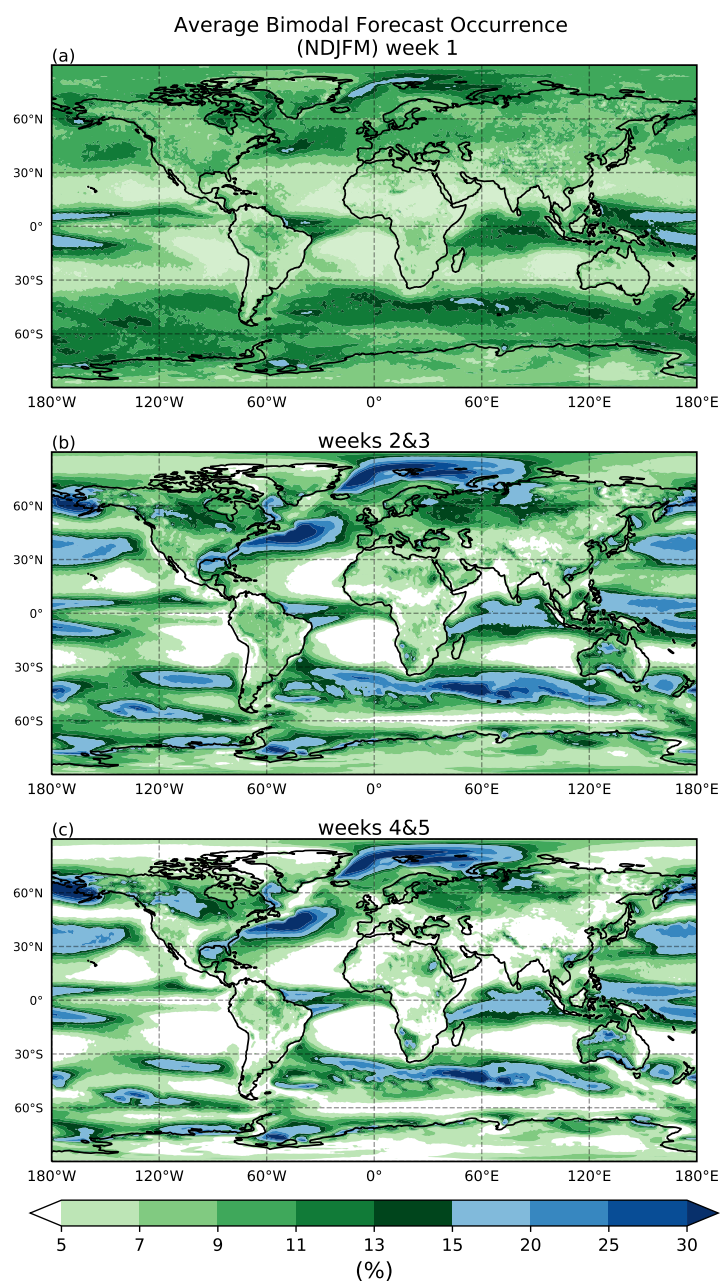 Average Bimodal Forecast Occurrence
(NDJFM) week 1
(a)
60°N
30°N
0°
30°S
60°S
180°W 120°W 60°W 0° 60°E 120°E 180°E
(b) weeks 2&3
60°N
30°N
0°
30°S
60°S
180°W 120°W 60°W 0° 60°E 120°E 180°E
(c) weeks 4&5
60°N
30°N
0°
30°S
60°S
180°W 120°W 60°W 0° 60°E 120°E 180°E
5 7 9 11 13 15 20 25 30
(%)